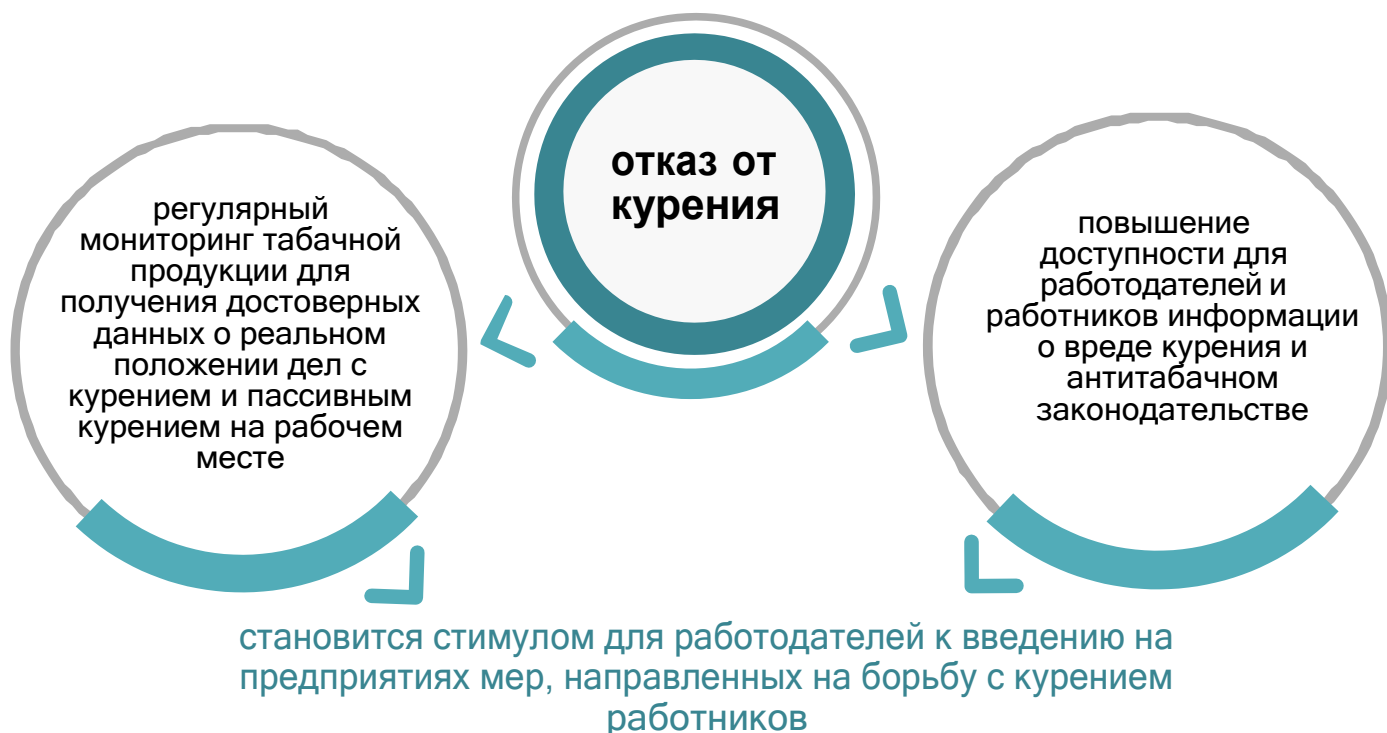 отказ от
курения
регулярный
мониторинг табачной
продукции для
получения достоверных
данных о реальном
положении дел с
курением и пассивным
курением на рабочем
месте
повышение
доступности для
работодателей и
работников информации
о вреде курения и
антитабачном
законодательстве
становится стимулом для работодателей к введению на
предприятиях мер, направленных на борьбу с курением
работников